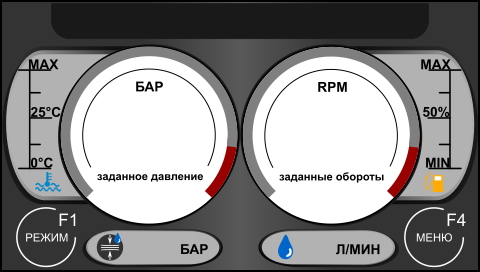 MAX
25°C
0°C
БАР
заданное давление
RPM
заданные обороты
MAX
50%
MIN
F1
РЕЖИМ
БАР
Л/МИН
F4
МЕНЮ